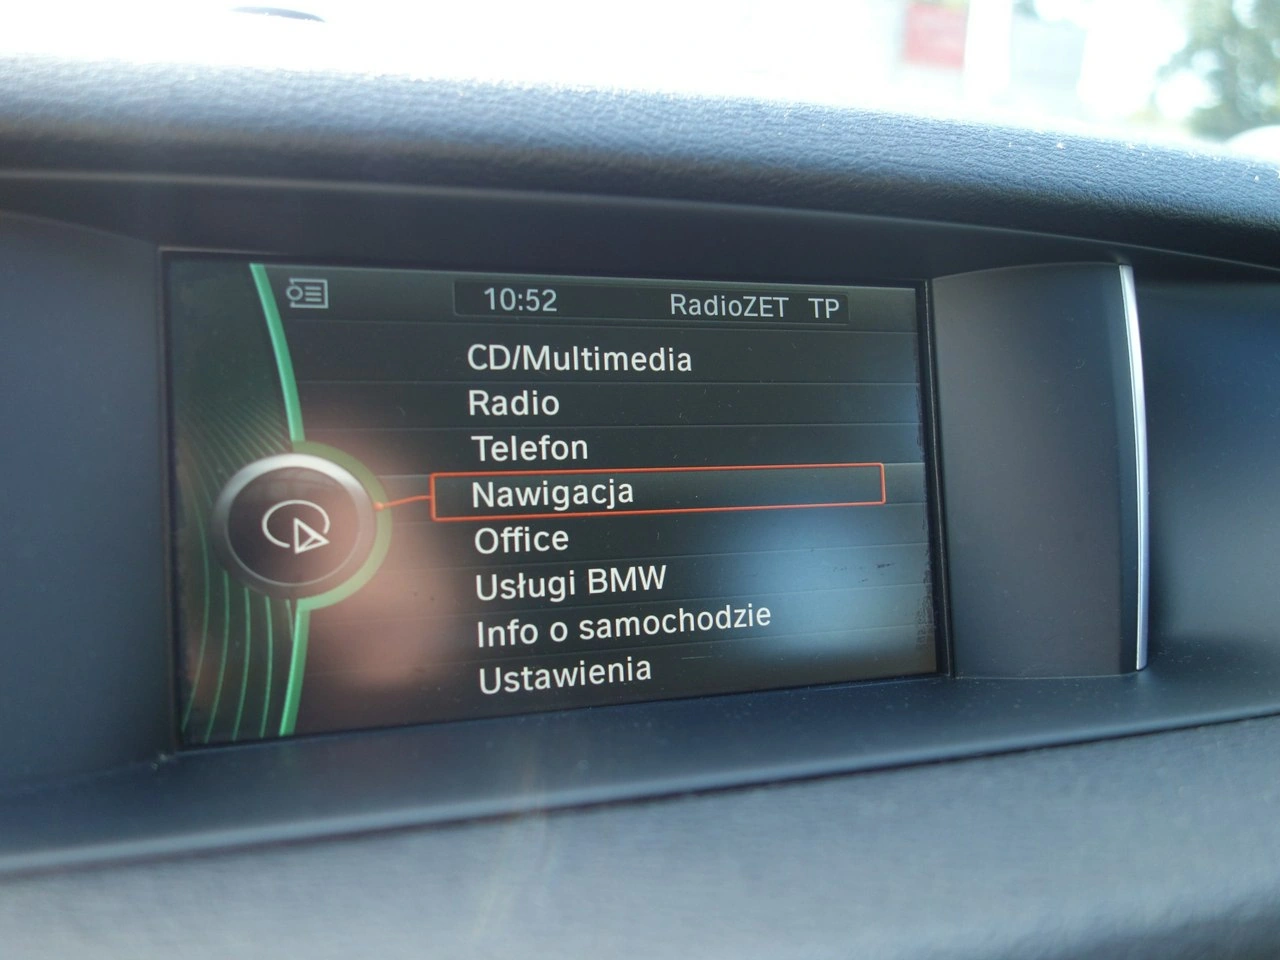 10:52 RadioZET TP
CD/Multimedia
Radio
Telefon
Nawigacja
Office
Usługi BMW
Info o samochodzie
Ustawienia